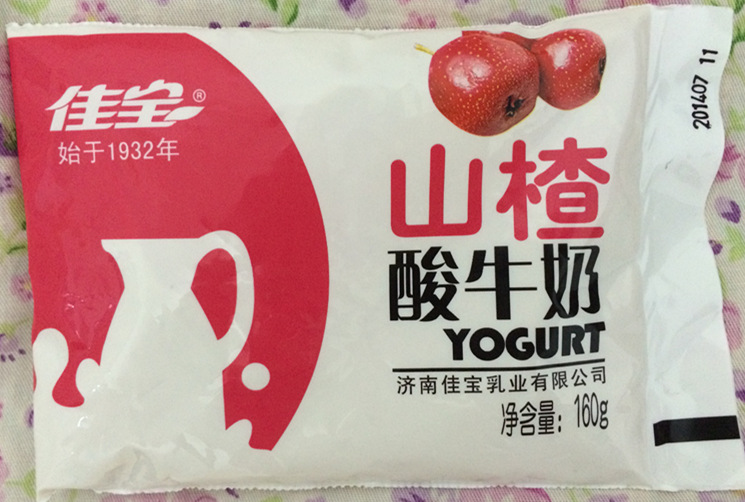 佳宝®
始于1932年
山楂
酸牛奶
YOGURT
济南佳宝乳业有限公司
净含量：160g
201407 11